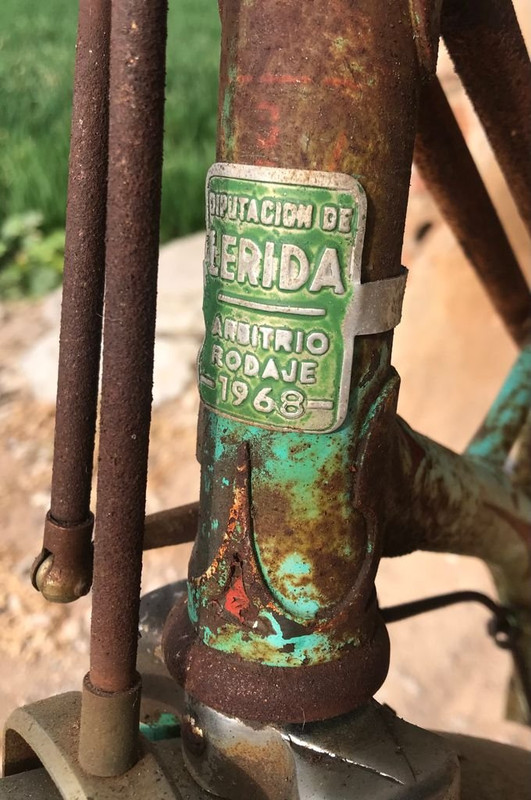 DIPUTACION DE
LERIDA
ARBITRIO
RODAJE
-1968-